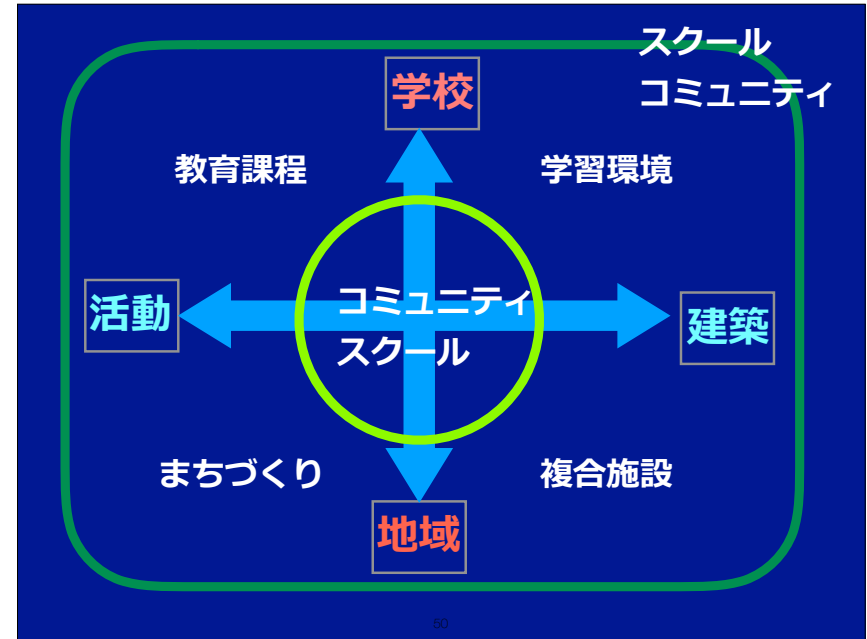 スクール
コミュニティ
学校
教育課程
学習環境
活動
コミュニティ
スクール
建築
まちづくり
複合施設
地域
50